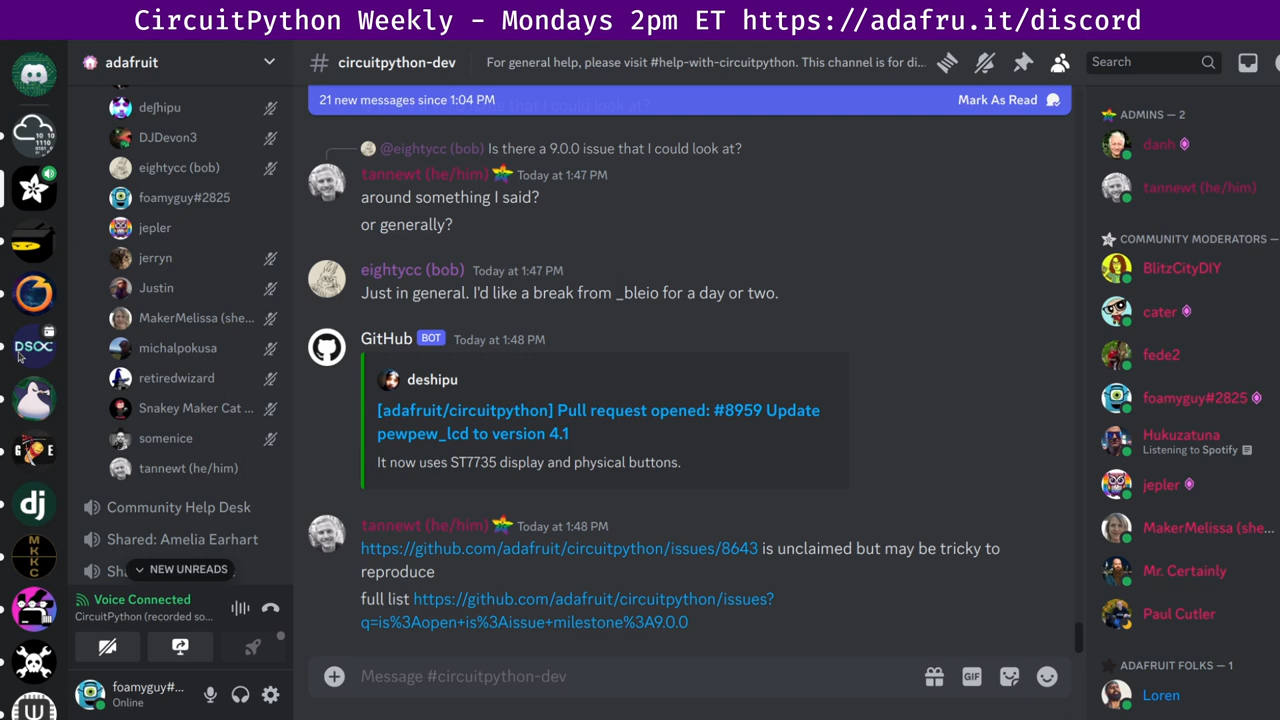 CircuitPython Weekly - Mondays 2pm ET https://adafru.it/discord
adafruit
deʃhipu
DJDevon3
eightycc (bob)
foamyguy#2825
jepler
jerryn
Justin
MakerMelissa (she...
michalpokusa
retiredwizard
Snakey Maker Cat ...
somenice
tannewt (he/him)
Community Help Desk
Shared: Amelia Earhart
NEW UNREADS
Voice Connected
CircuitPython (recorded so...
foamyguy#...
Online
DSOC
dj
# circuitpython-dev
For general help, please visit #help-with-circuitpython. This channel is for di...
Search
21 new messages since 1:04 PM
Mark As Read
@eightycc (bob) Is there a 9.0.0 issue that I could look at?
tannewt (he/him) Today at 1:47 PM
around something I said?
or generally?
eightycc (bob) Today at 1:47 PM
Just in general. I'd like a break from _bleio for a day or two.
GitHub BOT Today at 1:48 PM
deshipu
[adafruit/circuitpython] Pull request opened: #8959 Update
pewpew_lcd to version 4.1
It now uses ST7735 display and physical buttons.
tannewt (he/him) Today at 1:48 PM
https://github.com/adafruit/circuitpython/issues/8643 is unclaimed but may be tricky to
reproduce
full list https://github.com/adafruit/circuitpython/issues?
q=is%3Aopen+is%3Aissue+milestone%3A9.0.0
Message #circuitpython-dev
GIF
ADMINS — 2
danh
tannewt (he/him)
COMMUNITY MODERATORS —
BlitzCityDIY
cater
fede2
foamyguy#2825
Hukuzatuna
Listening to Spotify
jepler
MakerMelissa (she...
Mr. Certainly
Paul Cutler
ADAFRUIT FOLKS — 1
Loren